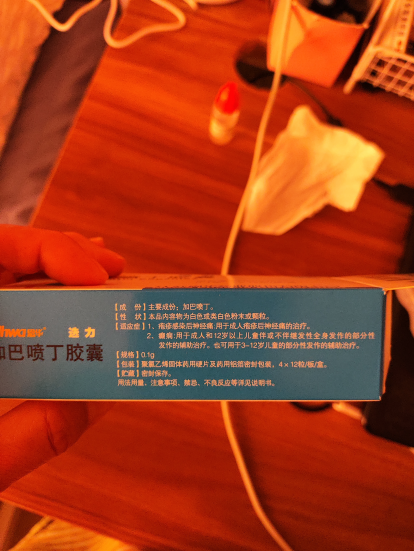 【成　份】主要成份：加巴喷丁。
【性　状】本品内容物为白色或类白色粉末或颗粒。
【适应症】1、疱疹感染后神经痛：用于成人疱疹后神经痛的治疗。
2、癫痫：用于成人和12岁以上儿童伴或不伴继发性全身发作的部分性
发作的辅助治疗。也可用于3-12岁儿童的部分性发作的辅助治疗。
【规格】0.1g
【包装】聚氯乙烯固体药用硬片及药用铝箔密封包装，4×12粒/板/盒。
【贮藏】密封保存。
用法用量、注意事项、禁忌、不良反应等详见说明书。
迭力
加巴喷丁胶囊